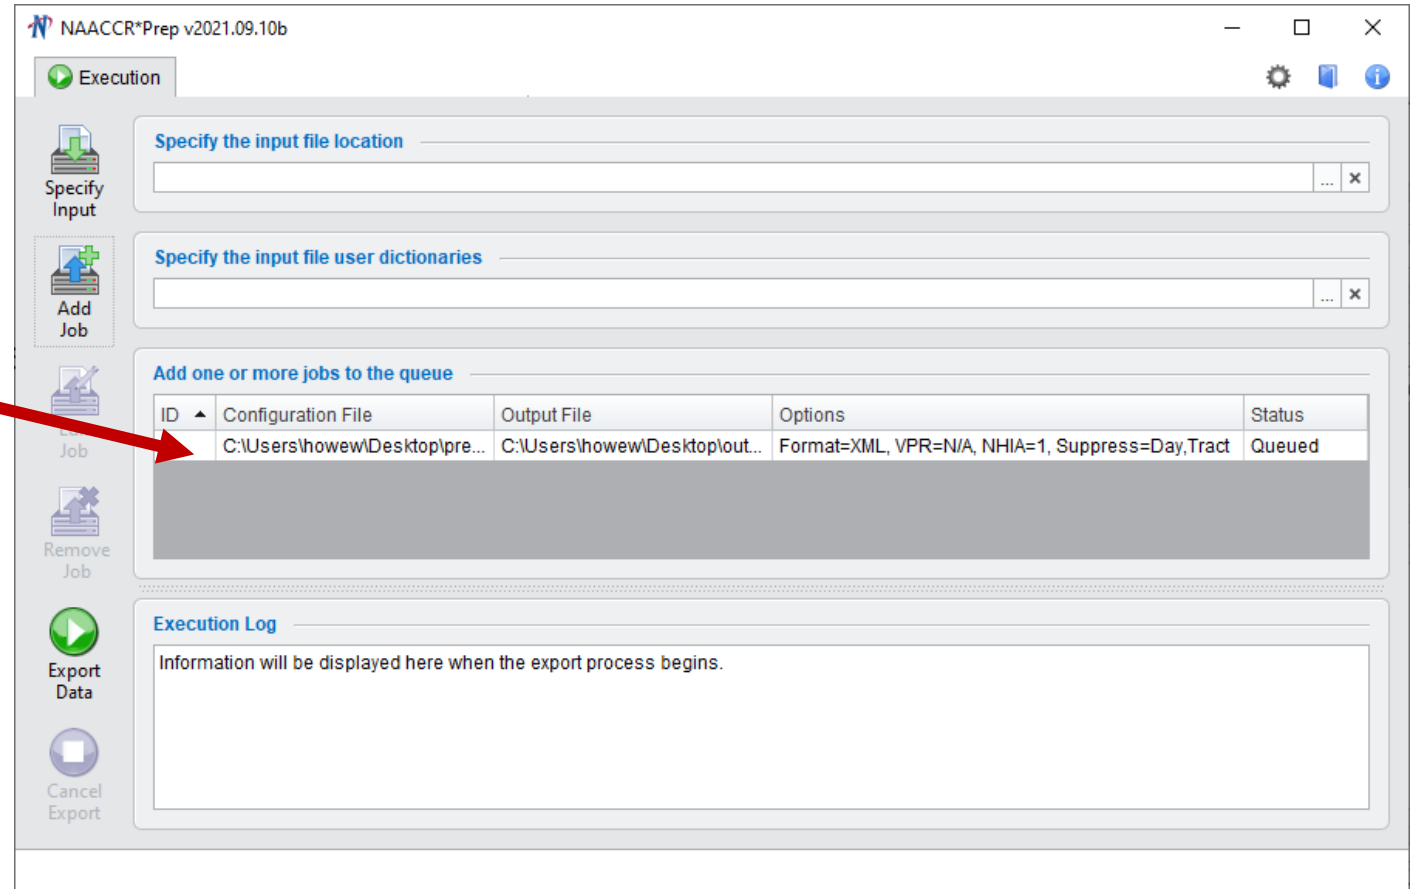 NAACCR*Prep v2021.09.10b
Execution
Specify
Input
Specify the input file location
...
Add
Job
Specify the input file user dictionaries
...
Job
Add one or more jobs to the queue
ID Configuration File Output File Options Status
C:\Users\howew\Desktop\pre... C:\Users\howew\Desktop\out... Format=XML, VPR=N/A, NHIA=1, Suppress=Day,Tract Queued
Remove
Job
Export
Data
Execution Log
Information will be displayed here when the export process begins.
Cancel
Export